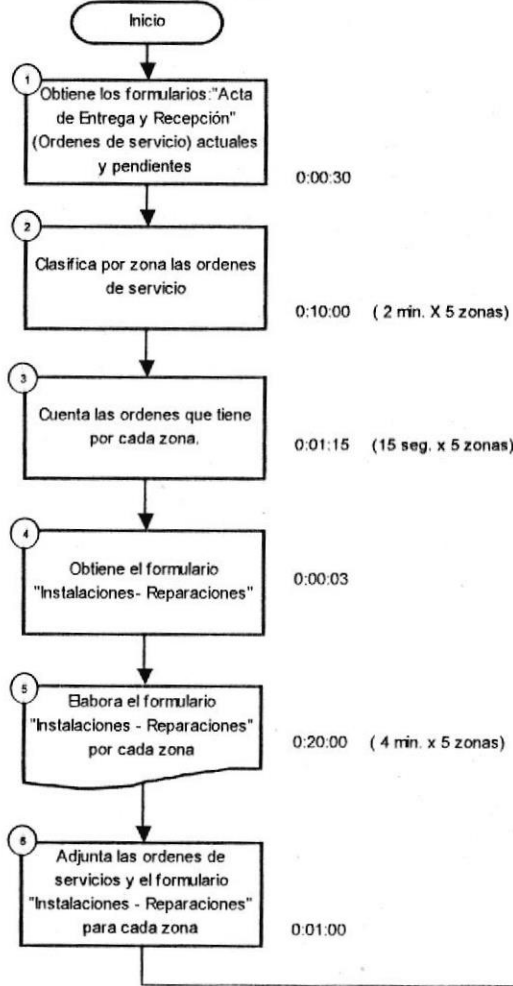 Inicio
1
Obtiene los formularios:"Acta
de Entrega y Recepción"
(Ordenes de servicio) actuales
y pendientes
0:00:30
2
Clasifica por zona las ordenes
de servicio
0:10:00 ( 2 min. X 5 zonas)
3
Cuenta las ordenes que tiene
por cada zona.
0:01:15 (15 seg. x 5 zonas)
4
Obtiene el formulario
"Instalaciones- Reparaciones"
0:00:03
5
Elabora el formulario
"Instalaciones - Reparaciones"
por cada zona
0:20:00 ( 4 min. x 5 zonas)
6
Adjunta las ordenes de
servicios y el formulario
"Instalaciones - Reparaciones"
para cada zona
0:01:00